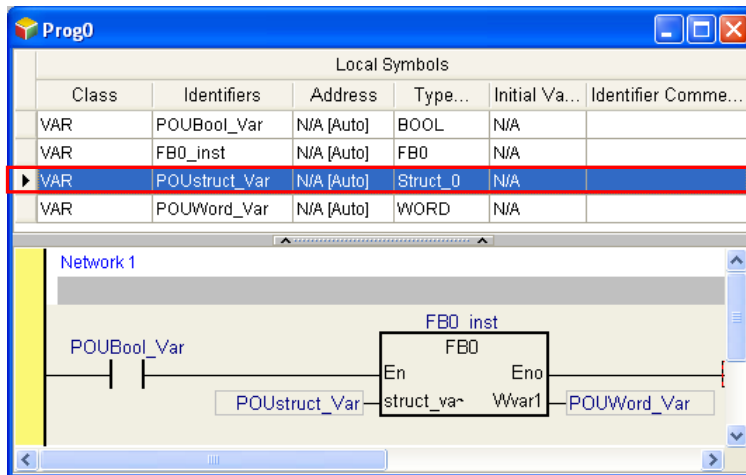 Prog0
Local Symbols
Class Identifiers Address Type... Initial Va... Identifier Comme...
VAR POUBool_Var N/A [Auto] BOOL N/A
VAR FB0_inst N/A [Auto] FB0 N/A
VAR POUstruct_Var N/A [Auto] Struct_0 N/A
VAR POUWord_Var N/A [Auto] WORD N/A
Network 1
FB0_inst
POUBool_Var FB0
En Eno
POUstruct_Var struct_va~ Wvar1 POUWord_Var